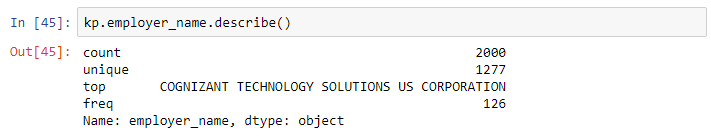 In [45]: kp.employer_name.describe()
Out[45]: count 2000
unique 1277
top COGNIZANT TECHNOLOGY SOLUTIONS US CORPORATION
freq 126
Name: employer_name, dtype: object